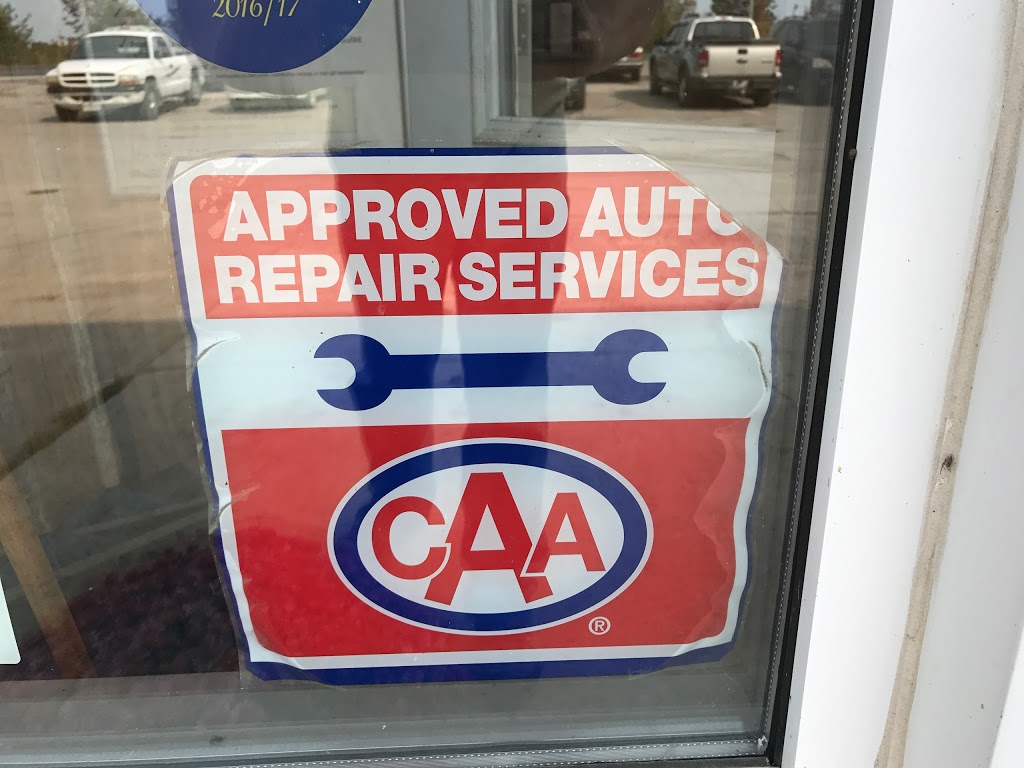 2016/17
APPROVED AUTO
REPAIR SERVICES
CAA
®